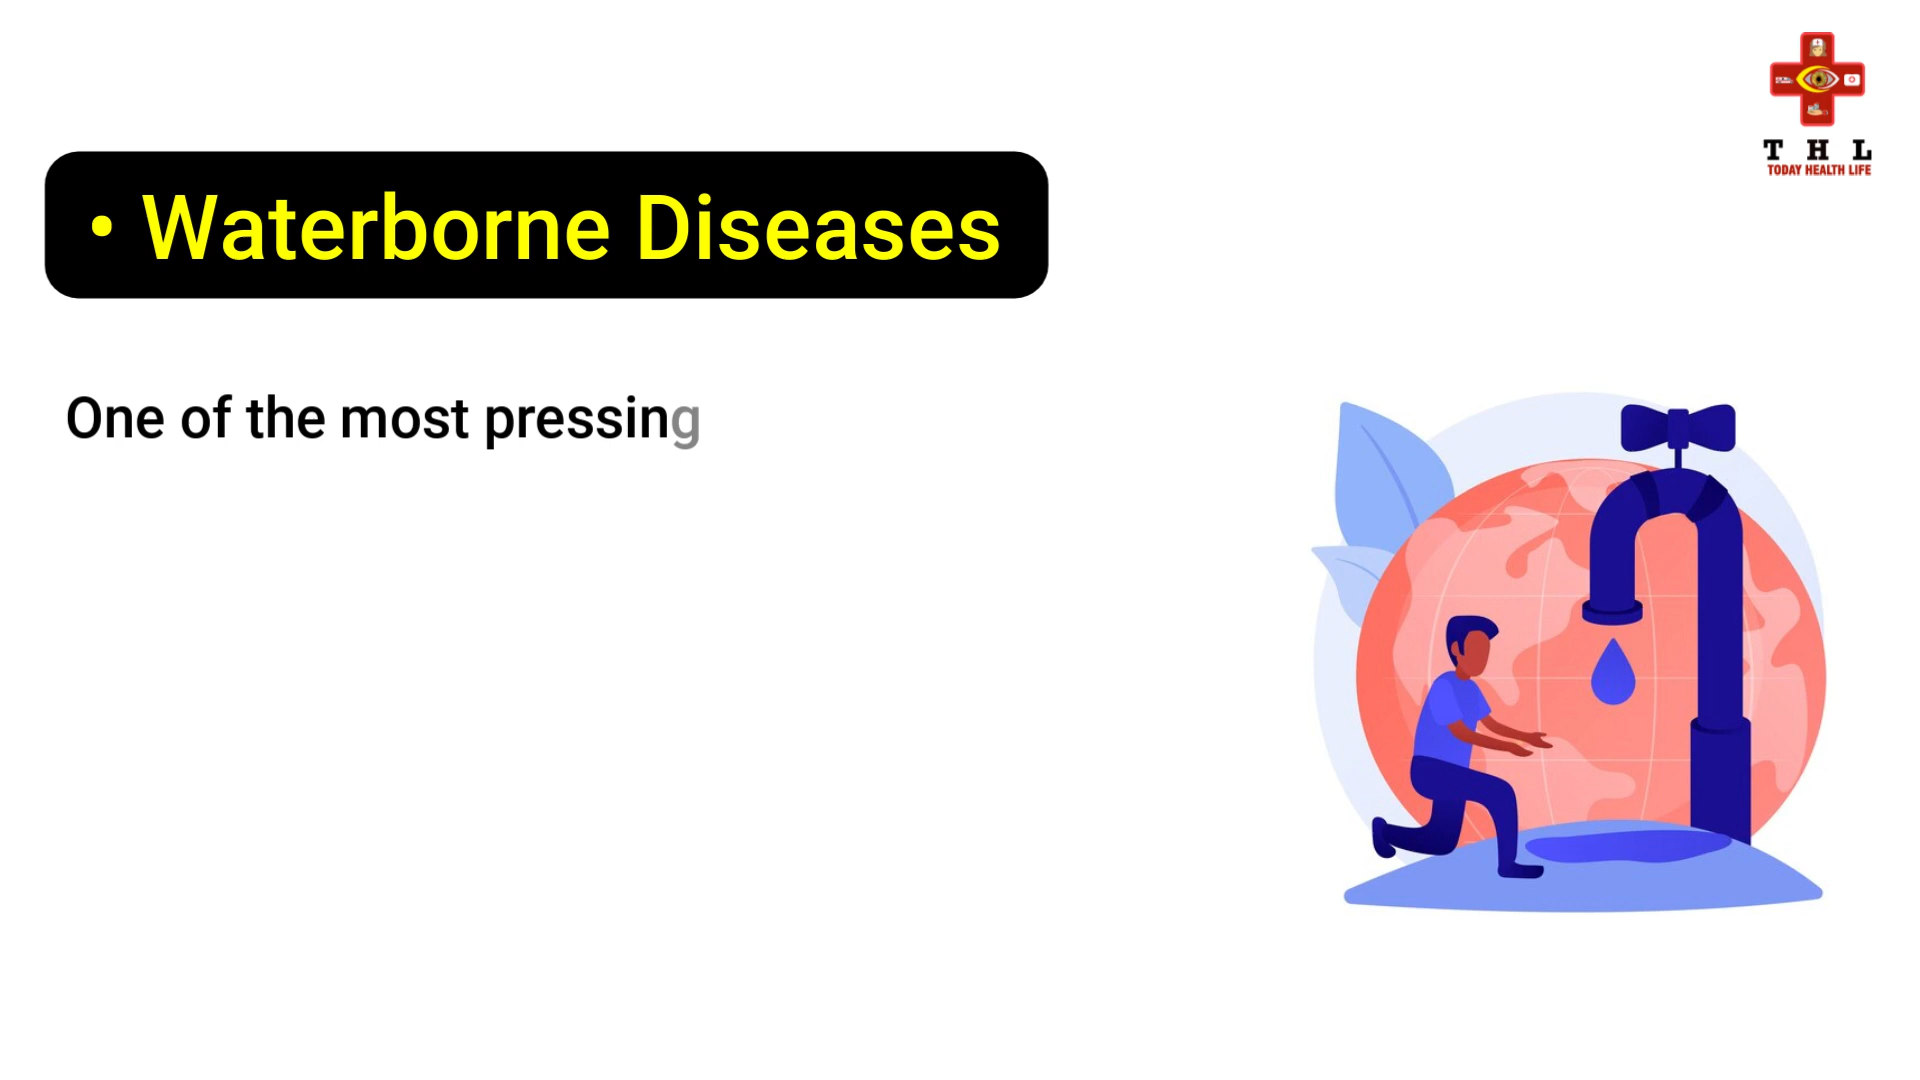 T H L
TODAY HEALTH LIFE
• Waterborne Diseases
One of the most pressing